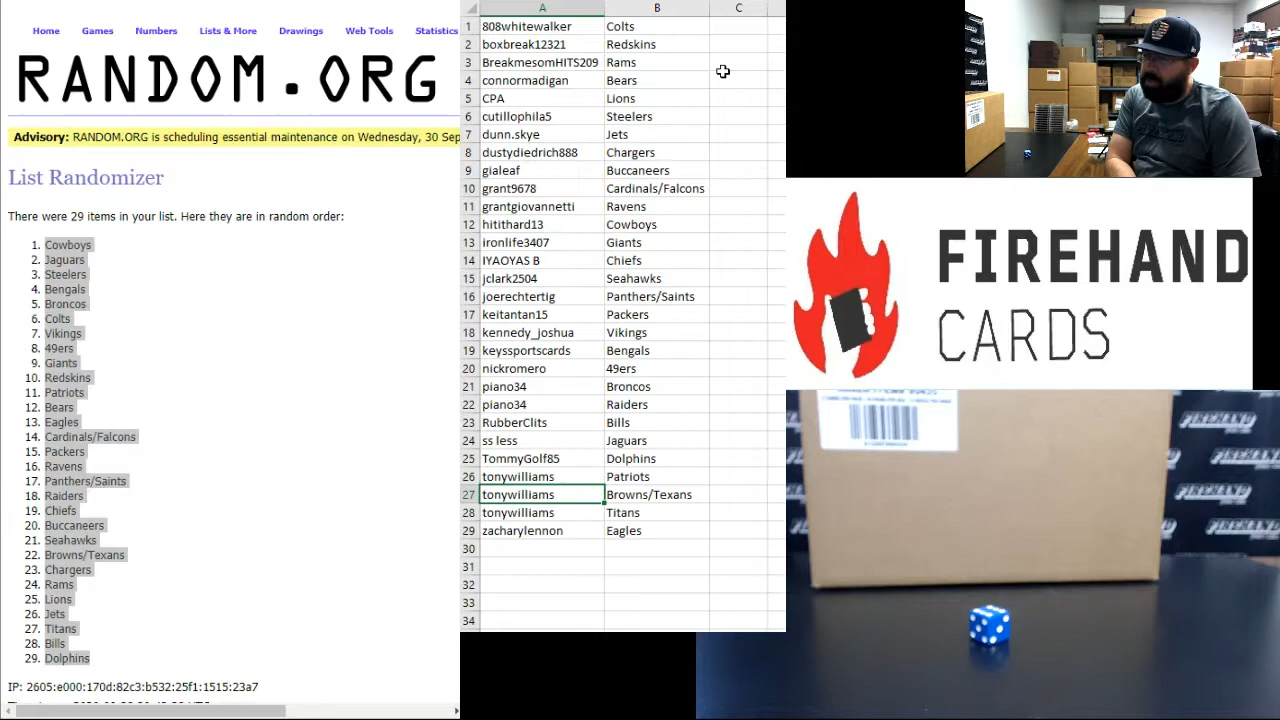 Home Games Numbers Lists & More Drawings Web Tools Statistics
RANDOM.ORG
Advisory: RANDOM.ORG is scheduling essential maintenance on Wednesday, 30 Sep
List Randomizer
There were 29 items in your list. Here they are in random order:
1. Cowboys
2. Jaguars
3. Steelers
4. Bengals
5. Broncos
6. Colts
7. Vikings
8. 49ers
9. Giants
10. Redskins
11. Patriots
12. Bears
13. Eagles
14. Cardinals/Falcons
15. Packers
16. Ravens
17. Panthers/Saints
18. Raiders
19. Chiefs
20. Buccaneers
21. Seahawks
22. Browns/Texans
23. Chargers
24. Rams
25. Lions
26. Jets
27. Titans
28. Bills
29. Dolphins
IP: 2605:e000:170d:82c3:b532:25f1:1515:23a7
A B C
1 808whitewalker Colts
2 boxbreak12321 Redskins
3 BreakmesomHITS209 Rams
4 connormadigan Bears
5 CPA Lions
6 cutillophila5 Steelers
7 dunn.skye Jets
8 dustydiedrich888 Chargers
9 gialeaf Buccaneers
10 grant9678 Cardinals/Falcons
11 grantgiovannetti Ravens
12 hitithard13 Cowboys
13 ironlife3407 Giants
14 IYAOYAS B Chiefs
15 jclark2504 Seahawks
16 joerechtertig Panthers/Saints
17 keitantan15 Packers
18 kennedy_joshua Vikings
19 keyssportscards Bengals
20 nickromero 49ers
21 piano34 Broncos
22 piano34 Raiders
23 RubberClits Bills
24 ss less Jaguars
25 TommyGolf85 Dolphins
26 tonywilliams Patriots
27 tonywilliams Browns/Texans
28 tonywilliams Titans
29 zacharylennon Eagles
30
31
32
33
34
FIREHAND
CARDS
FIREHAND